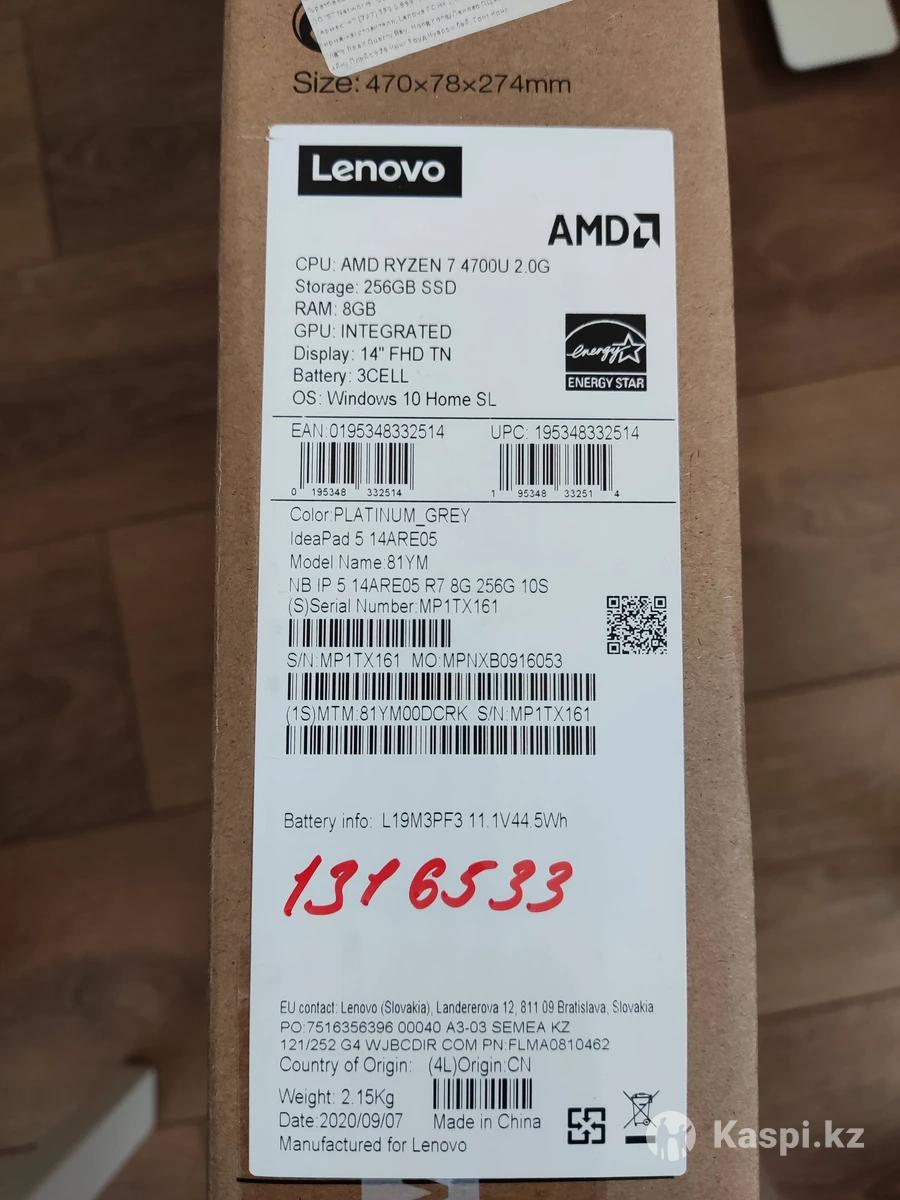 Size: 470×78×274mm
Lenovo
AMD
CPU: AMD RYZEN 7 4700U 2.0G
Storage: 256GB SSD
RAM: 8GB
GPU: INTEGRATED
Display: 14" FHD TN
Battery: 3CELL
OS: Windows 10 Home SL
energy
ENERGY STAR
EAN:0195348332514 UPC: 195348332514
0 195348 332514 1 95348 33251 4
Color:PLATINUM_GREY
IdeaPad 5 14ARE05
Model Name:81YM
NB IP 5 14ARE05 R7 8G 256G 10S
(S)Serial Number:MP1TX161
S/N:MP1TX161 MO:MPNXB0916053
(1S)MTM:81YM00DCRK S/N:MP1TX161
Battery info: L19M3PF3 11.1V44.5Wh
1316533
EU contact: Lenovo (Slovakia), Landererova 12, 811 09 Bratislava, Slovakia
PO:7516356396 00040 A3-03 SEMEA KZ
121/252 G4 WJBCDIR COM PN:FLMA0810462
Country of Origin: (4L)Origin:CN
Weight: 2.15Kg
Date:2020/09/07 Made in China
Manufactured for Lenovo
Kaspi.kz